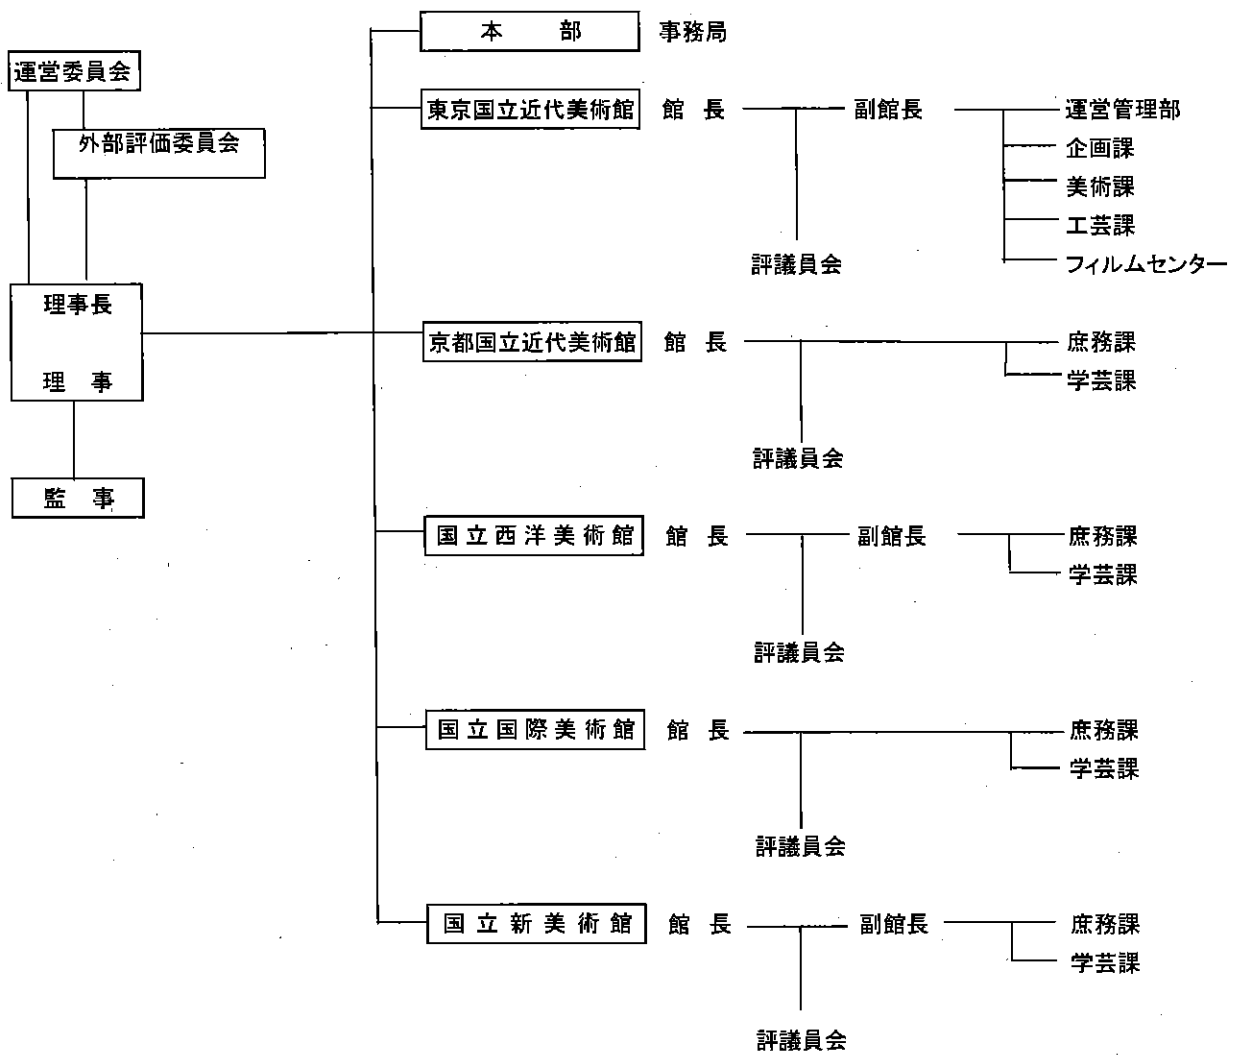 本 部 事務局
運営委員会
外部評価委員会
理事長
理 事
監 事
東京国立近代美術館 館 長 副館長 運営管理部
企画課
美術課
工芸課
フィルムセンター
評議員会
京都国立近代美術館 館 長 庶務課
学芸課
評議員会
国立西洋美術館 館 長 副館長 庶務課
学芸課
評議員会
国立国際美術館 館 長 庶務課
学芸課
評議員会
国立新美術館 館 長 副館長 庶務課
学芸課
評議員会